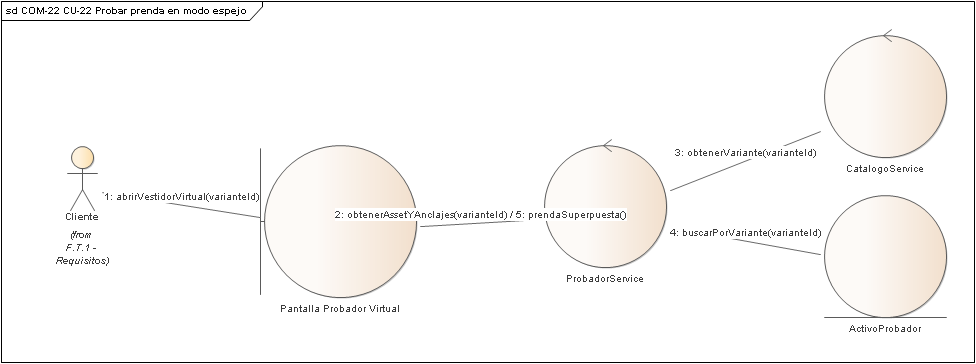 sd COM-22 CU-22 Probar prenda en modo espejo
CatalogoService
3: obtenerVariante(varianteId)
1: abrirVestidorVirtual(varianteId)
Cliente
(from
F.T.1 -
Requisitos)
2: obtenerAssetYAnclajes(varianteId) / 5: prendaSuperpuesta()
4: buscarPorVariante(varianteId)
ProbadorService
Pantalla Probador Virtual
ActivoProbador